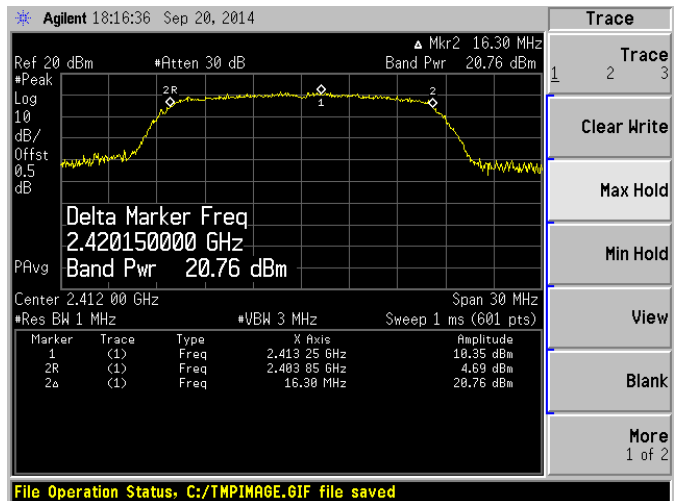 Agilent 18:16:36 Sep 20, 2014
Trace
Δ Mkr2 16.30 MHz
Ref 20 dBm #Atten 30 dB Band Pwr 20.76 dBm
#Peak
Log
10
dB/
Offst
0.5
dB
2R
1
2
Delta Marker Freq
2.420150000 GHz
Band Pwr 20.76 dBm
PAvg
Center 2.412 00 GHz Span 30 MHz
#Res BW 1 MHz #VBW 3 MHz Sweep 1 ms (601 pts)
Marker Trace Type X Axis Amplitude
1 (1) Freq 2.413 25 GHz 10.35 dBm
2R (1) Freq 2.403 85 GHz 4.69 dBm
2Δ (1) Freq 16.30 MHz 20.76 dBm
Trace
1 2 3
Clear Write
Max Hold
Min Hold
View
Blank
More
1 of 2
File Operation Status, C:/TMPIMAGE.GIF file saved